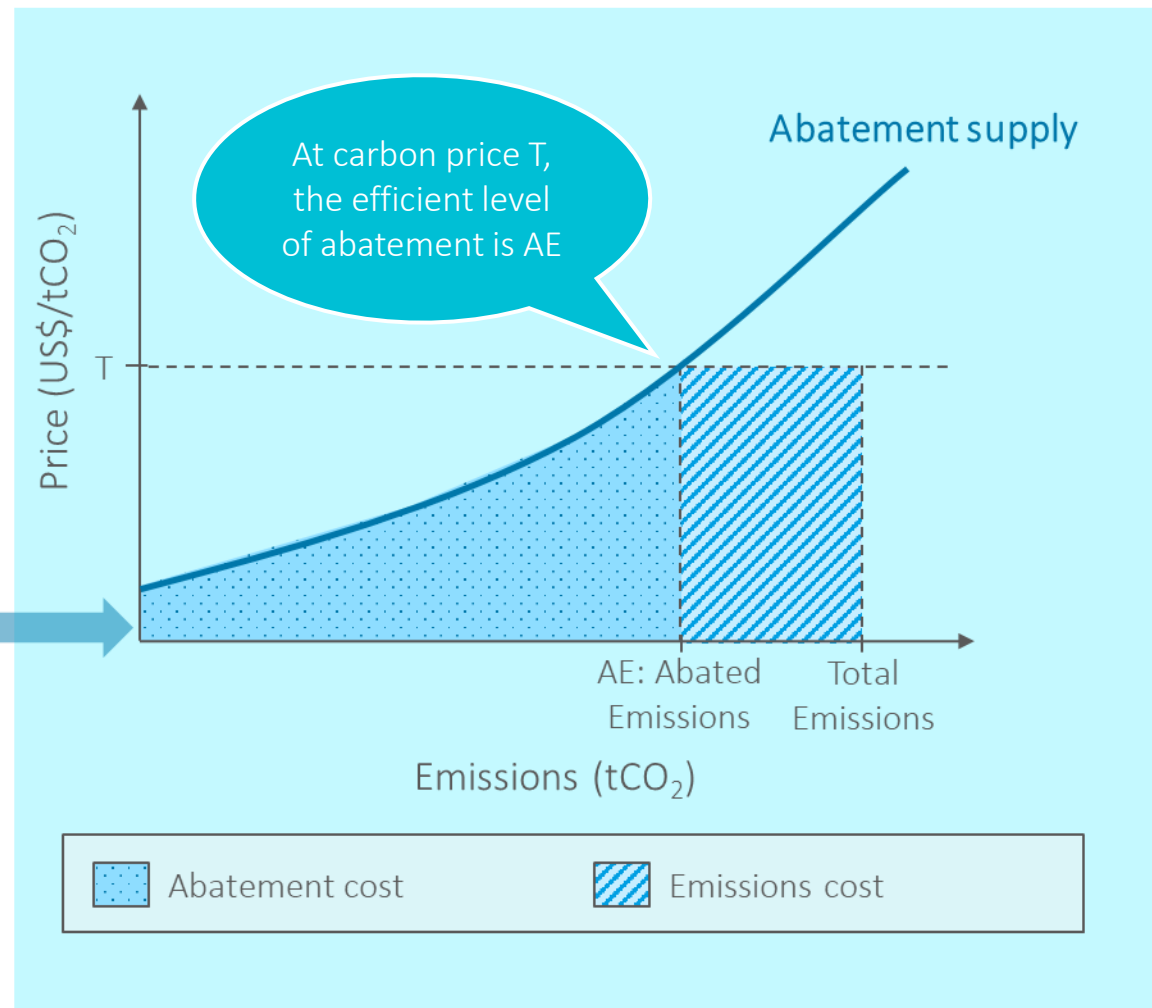 At carbon price T,
the efficient level
of abatement is AE
Abatement supply
Price (US$/tCO₂)
T
AE: Abated
Emissions
Total
Emissions
Emissions (tCO₂)
Abatement cost
Emissions cost